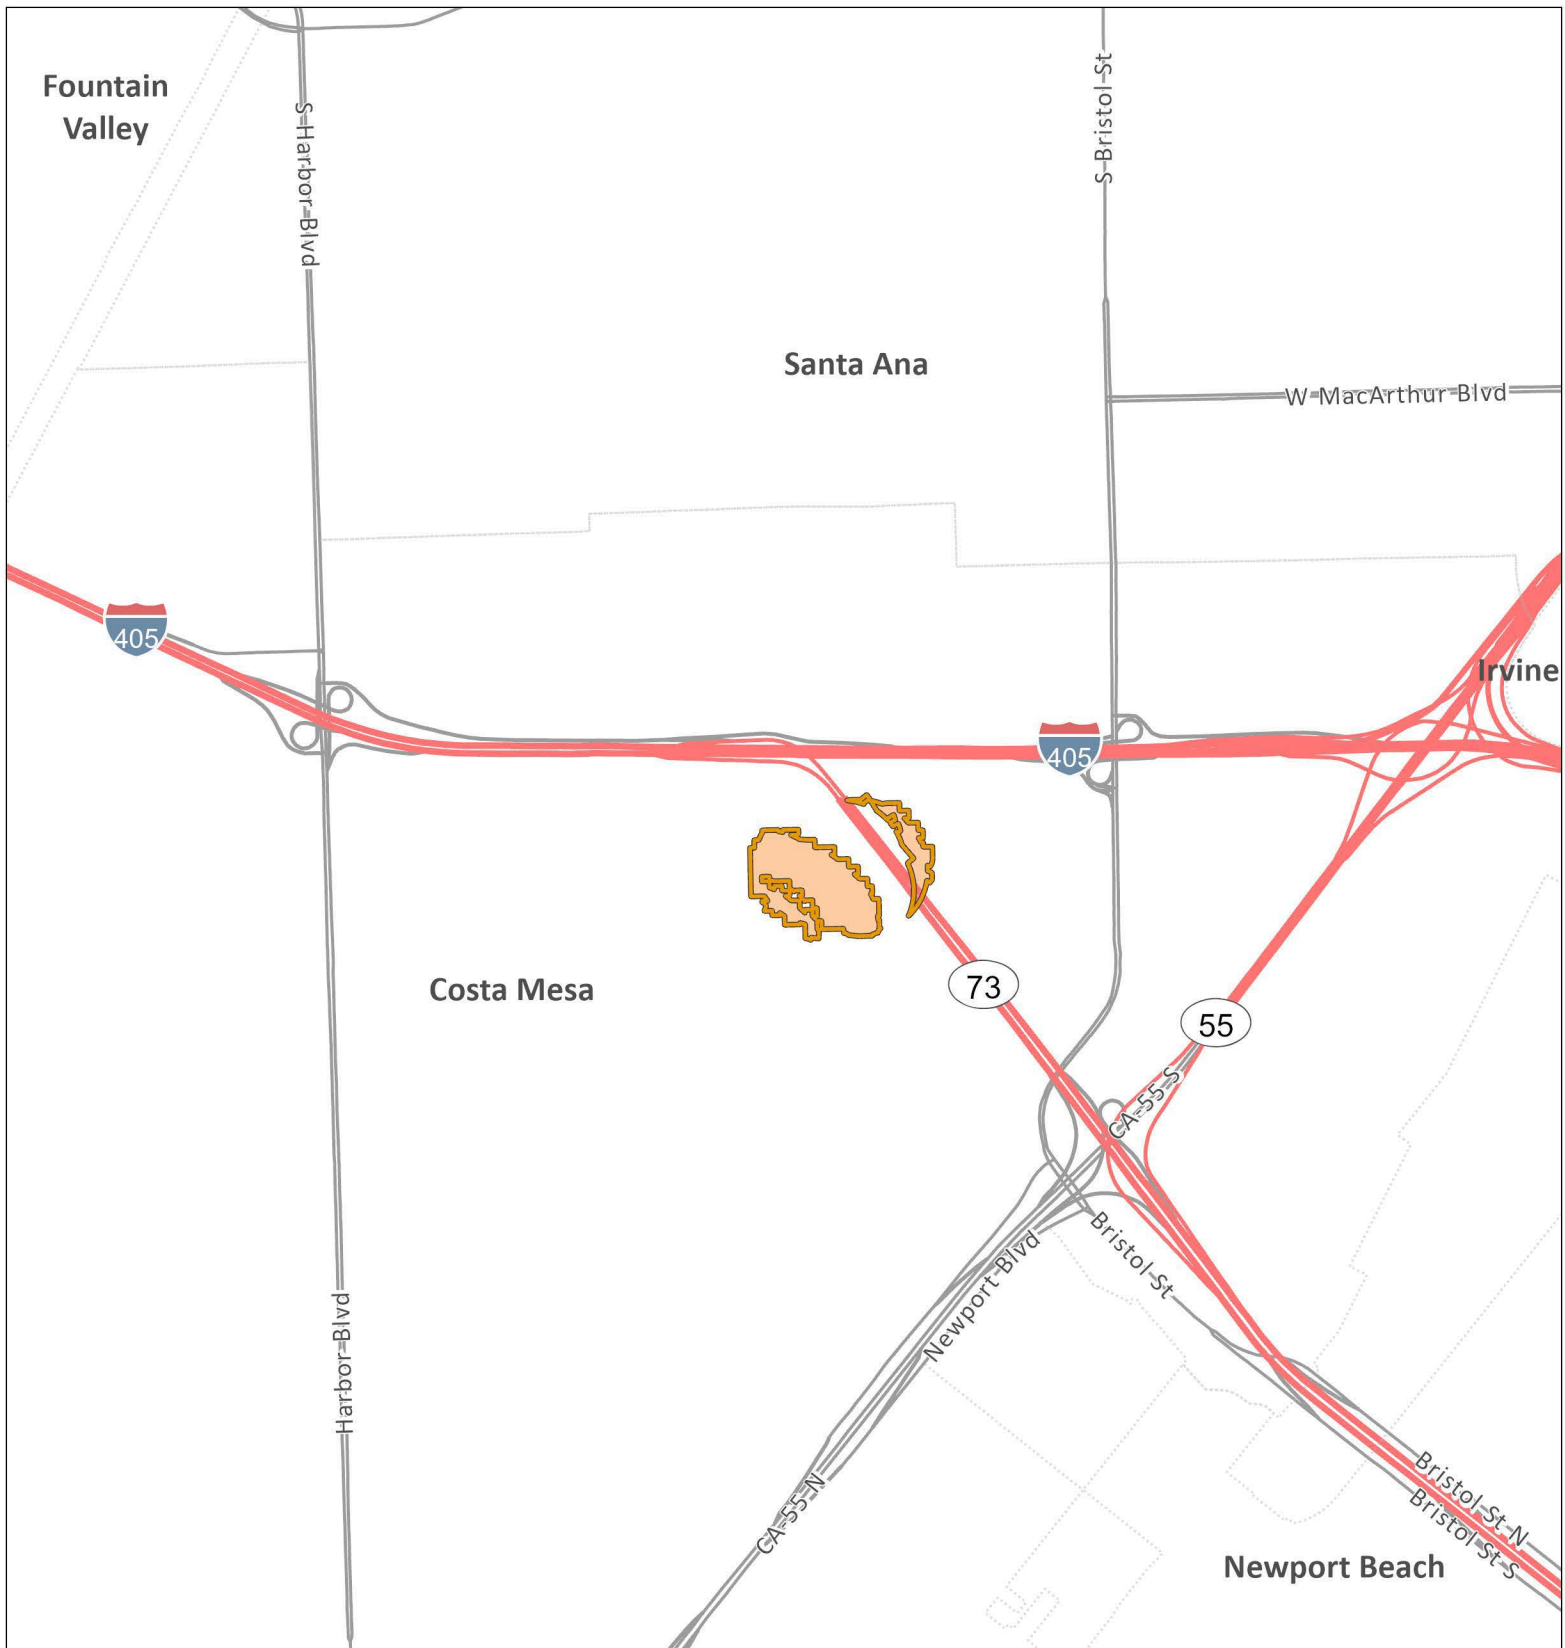 Fountain
Valley
S Harbor Blvd
S Bristol St
Santa Ana
W MacArthur Blvd
405
Irvine
405
Costa Mesa
73
55
CA-55 S
Bristol St
Newport Blvd
Harbor Blvd
CA-55 N
Bristol St N
Bristol St S
Newport Beach